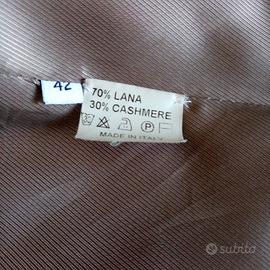 42
70% LANA
30% CASHMERE
P
MADE IN ITALY
subito